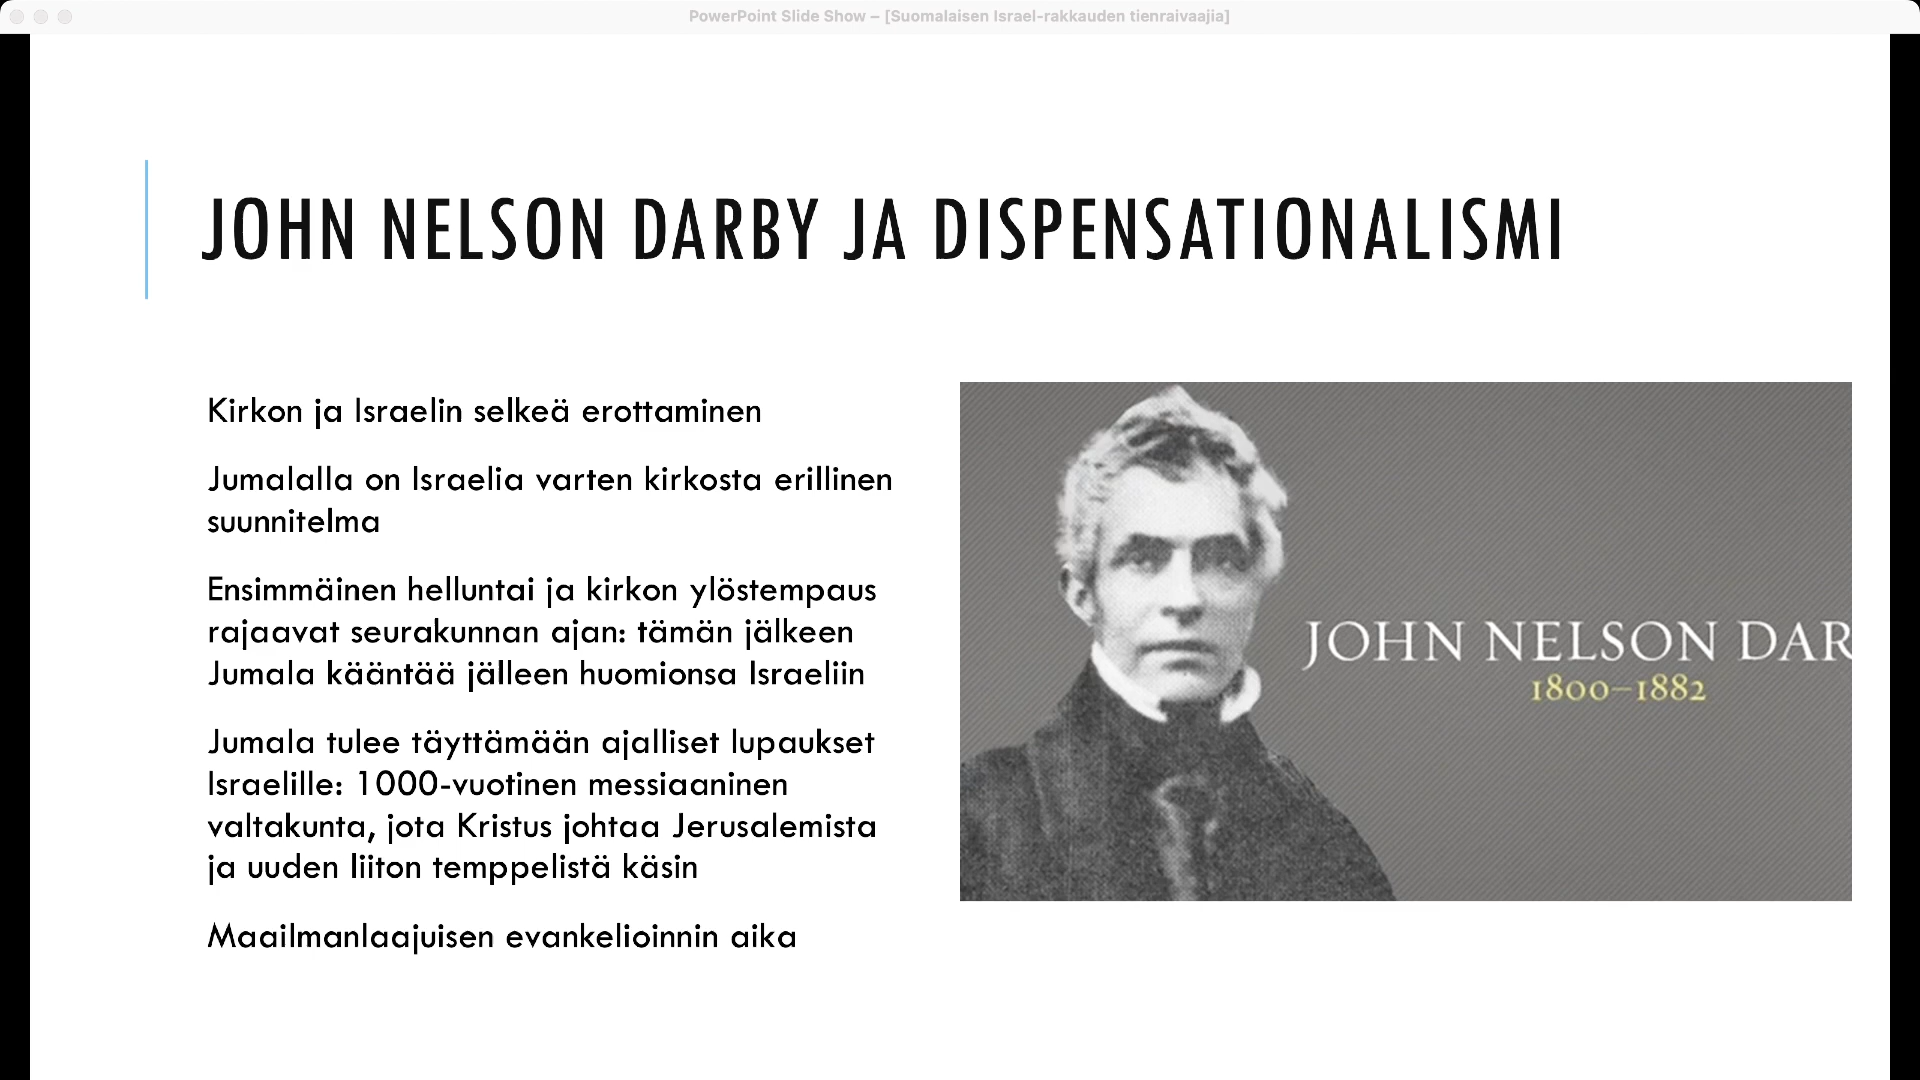 PowerPoint Slide Show – [Suomalaisen Israel-rakkauden tienraivaajia]
JOHN NELSON DARBY JA DISPENSATIONALISMI
Kirkon ja Israelin selkeä erottaminen
Jumalalla on Israelia varten kirkosta erillinen
suunnitelma
Ensimmäinen helluntai ja kirkon ylöstempaus
rajaavat seurakunnan ajan: tämän jälkeen
Jumala kääntää jälleen huomionsa Israeliin
Jumala tulee täyttämään ajalliset lupaukset
Israelille: 1000-vuotinen messiaaninen
valtakunta, jota Kristus johtaa Jerusalemista
ja uuden liiton temppelistä käsin
Maailmanlaajuisen evankelioinnin aika
JOHN NELSON DAR
1800–1882